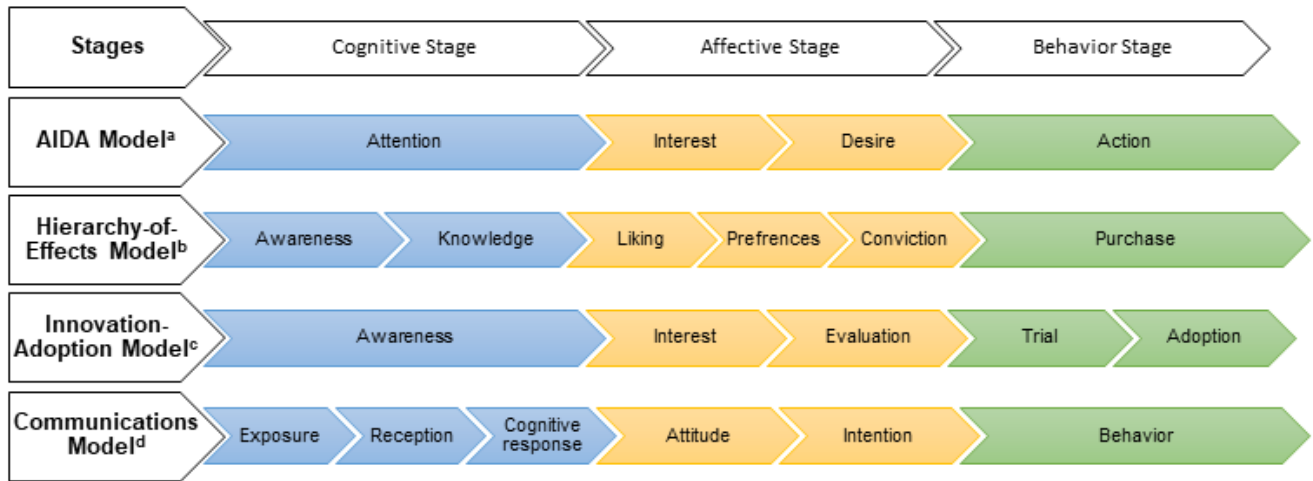 Stages
Cognitive Stage
Affective Stage
Behavior Stage
AIDA Modelᵃ
Attention
Interest
Desire
Action
Hierarchy-of-
Effects Modelᵇ
Awareness
Knowledge
Liking
Prefrences
Conviction
Purchase
Innovation-
Adoption Modelᶜ
Awareness
Interest
Evaluation
Trial
Adoption
Communications
Modelᵈ
Exposure
Reception
Cognitive
response
Attitude
Intention
Behavior